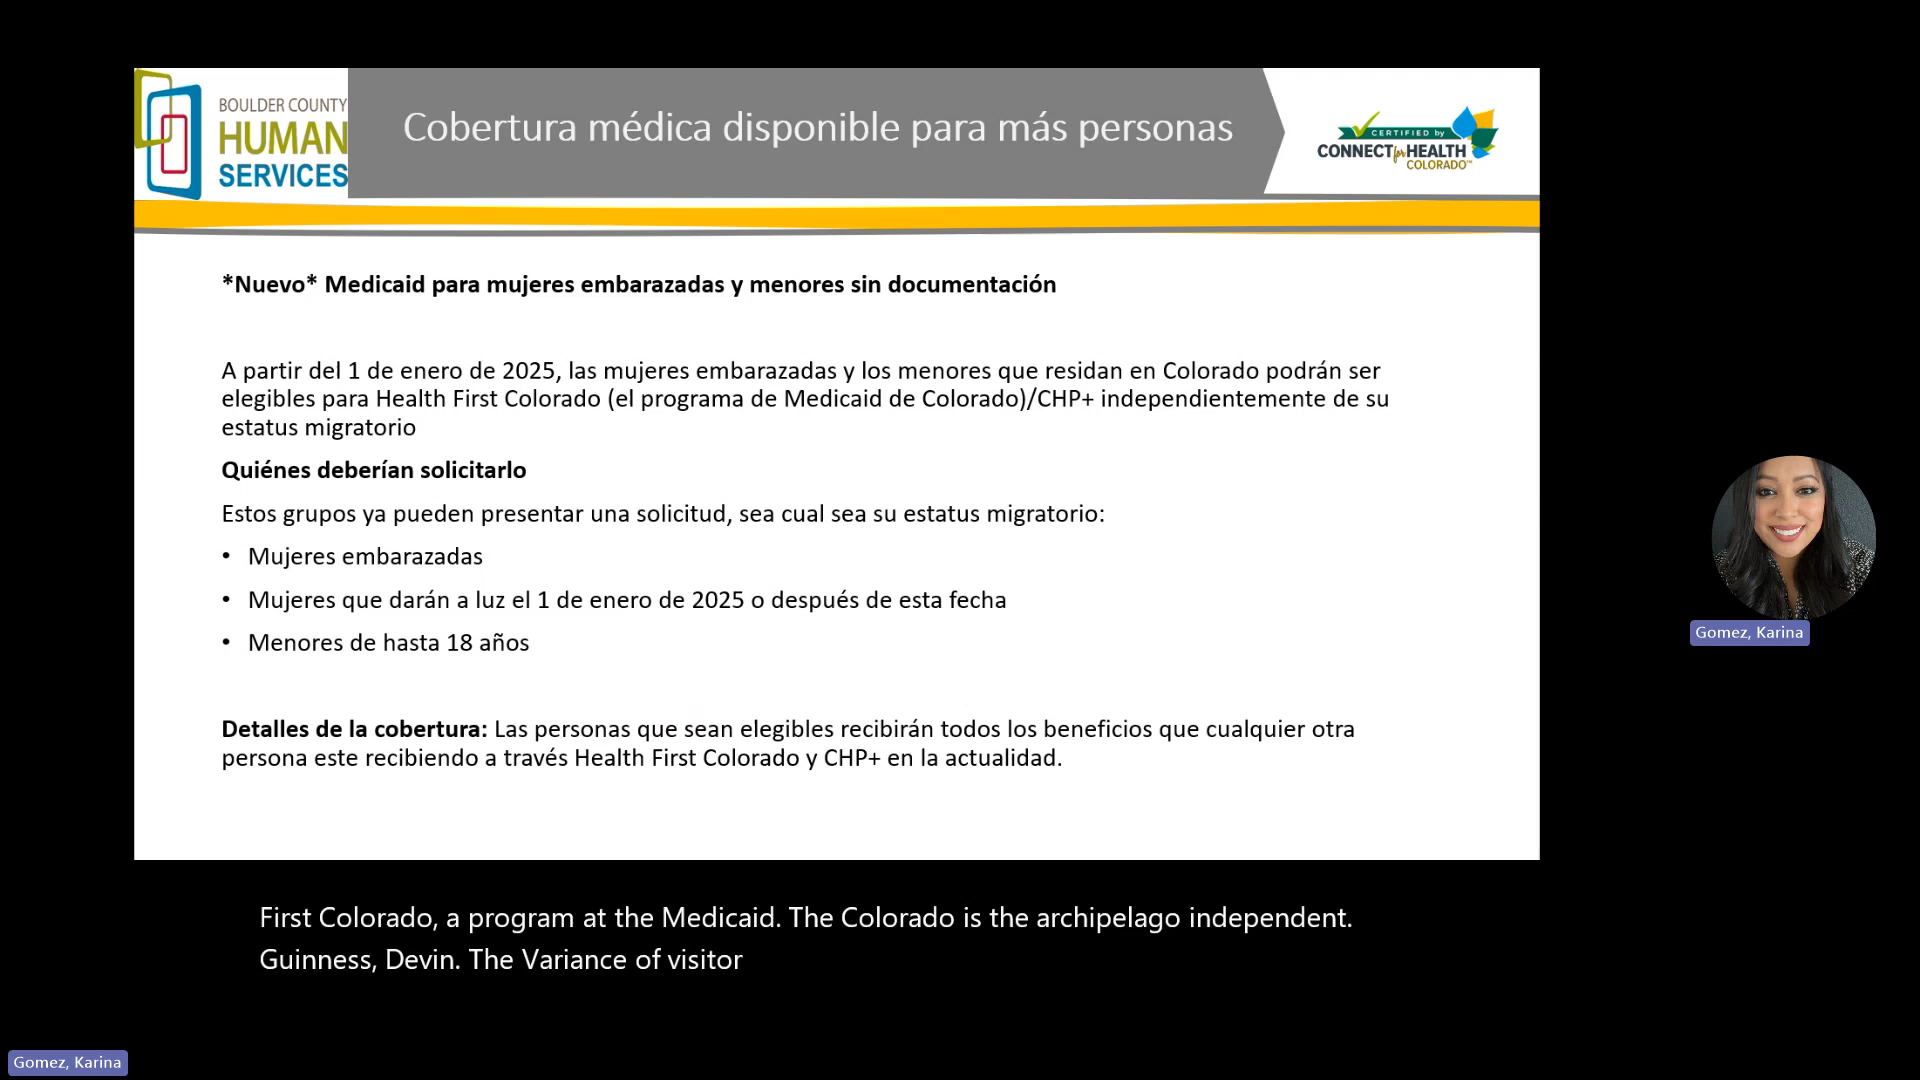 BOULDER COUNTY
HUMAN
SERVICES
Cobertura médica disponible para más personas
CERTIFIED by
CONNECT for HEALTH
COLORADO™
*Nuevo* Medicaid para mujeres embarazadas y menores sin documentación
A partir del 1 de enero de 2025, las mujeres embarazadas y los menores que residan en Colorado podrán ser
elegibles para Health First Colorado (el programa de Medicaid de Colorado)/CHP+ independientemente de su
estatus migratorio
Quiénes deberían solicitarlo
Estos grupos ya pueden presentar una solicitud, sea cual sea su estatus migratorio:
• Mujeres embarazadas
• Mujeres que darán a luz el 1 de enero de 2025 o después de esta fecha
• Menores de hasta 18 años
Detalles de la cobertura: Las personas que sean elegibles recibirán todos los beneficios que cualquier otra
persona este recibiendo a través Health First Colorado y CHP+ en la actualidad.
Gomez, Karina
First Colorado, a program at the Medicaid. The Colorado is the archipelago independent.
Guinness, Devin. The Variance of visitor
Gomez, Karina